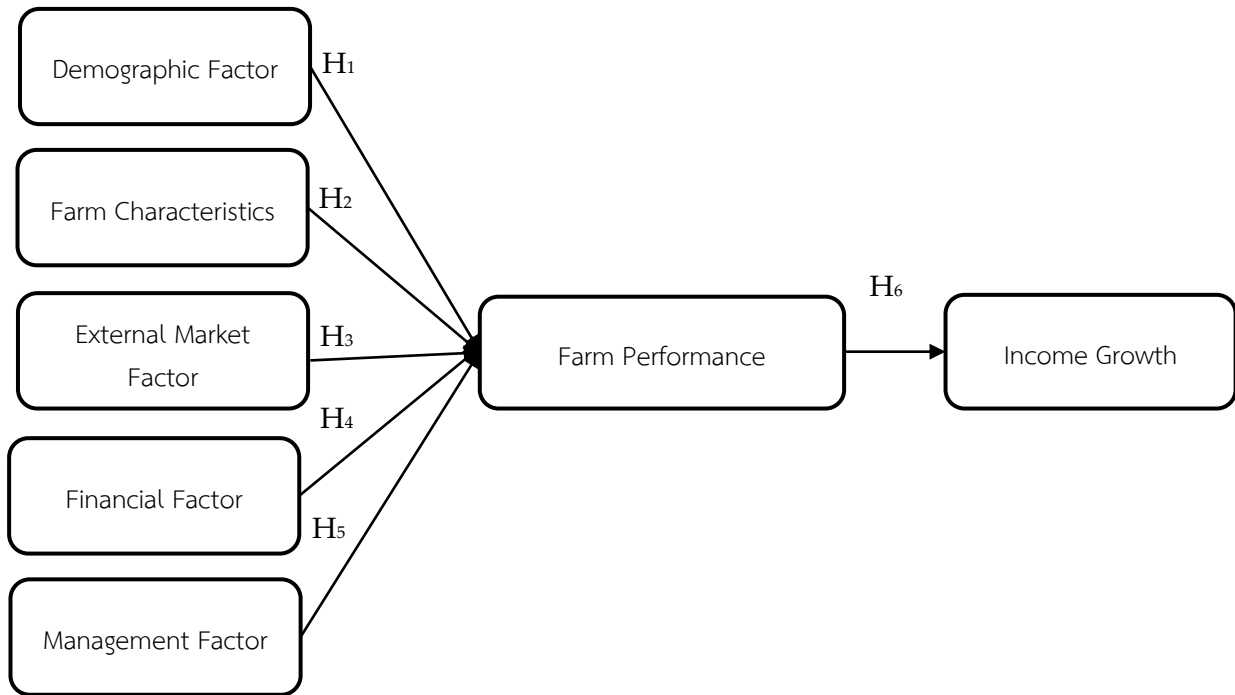 Demographic Factor
H1
Farm Characteristics
H2
External Market
Factor
H3
Financial Factor
H4
Management Factor
H5
Farm Performance
H6
Income Growth